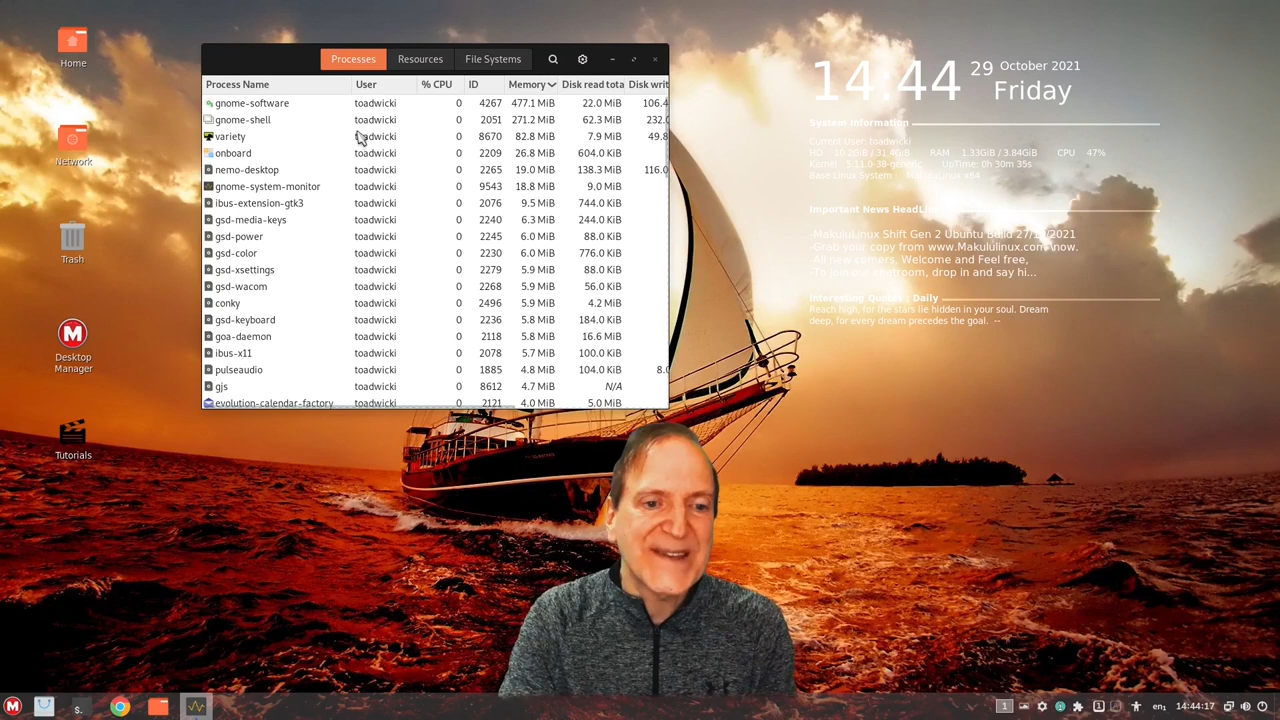 Home
Network
Trash
Desktop
Manager
Tutorials
Processes Resources File Systems
Process Name User % CPU ID Memory Disk read tota Disk writ
gnome-software toadwicki 0 4267 477.1 MiB 22.0 MiB 106.4
gnome-shell toadwicki 0 2051 271.2 MiB 62.3 MiB 232.0
variety toadwicki 0 8670 82.8 MiB 7.9 MiB 49.8
onboard toadwicki 0 2209 26.8 MiB 604.0 KiB
nemo-desktop toadwicki 0 2265 19.0 MiB 138.3 MiB 116.0
gnome-system-monitor toadwicki 0 9543 18.8 MiB 9.0 MiB
ibus-extension-gtk3 toadwicki 0 2076 9.5 MiB 744.0 KiB
gsd-media-keys toadwicki 0 2240 6.3 MiB 244.0 KiB
gsd-power toadwicki 0 2245 6.0 MiB 88.0 KiB
gsd-color toadwicki 0 2230 6.0 MiB 776.0 KiB
gsd-xsettings toadwicki 0 2279 5.9 MiB 88.0 KiB
gsd-wacom toadwicki 0 2268 5.9 MiB 56.0 KiB
conky toadwicki 0 2496 5.9 MiB 4.2 MiB
gsd-keyboard toadwicki 0 2236 5.8 MiB 184.0 KiB
goa-daemon toadwicki 0 2118 5.8 MiB 16.6 MiB
ibus-x11 toadwicki 0 2078 5.7 MiB 100.0 KiB
pulseaudio toadwicki 0 1885 4.8 MiB 104.0 KiB 8.0
gjs toadwicki 0 8612 4.7 MiB N/A
evolution-calendar-factory toadwicki 0 2121 4.0 MiB 5.0 MiB
14:44 29 October 2021
Friday
System Information
Current User: toadwicki
HD 10.2GiB / 31.4GiB RAM 1.33GiB / 3.84GiB CPU 47%
Kernel 5.11.0-38-generic UpTime: 0h 30m 35s
Base Linux System x64
Important News HeadLi
-MakuluLinux Shift Gen 2 Ubuntu Build 27/10/2021
-Grab your copy from www.Makululinux.com now.
-All new comers, Welcome and Feel free,
-To join our chatroom, drop in and say hi...
Interesting Quotes : Daily
Reach high, for the stars lie hidden in your soul. Dream
deep, for every dream precedes the goal. --
M S. 1 1 en₁ 14:44:17